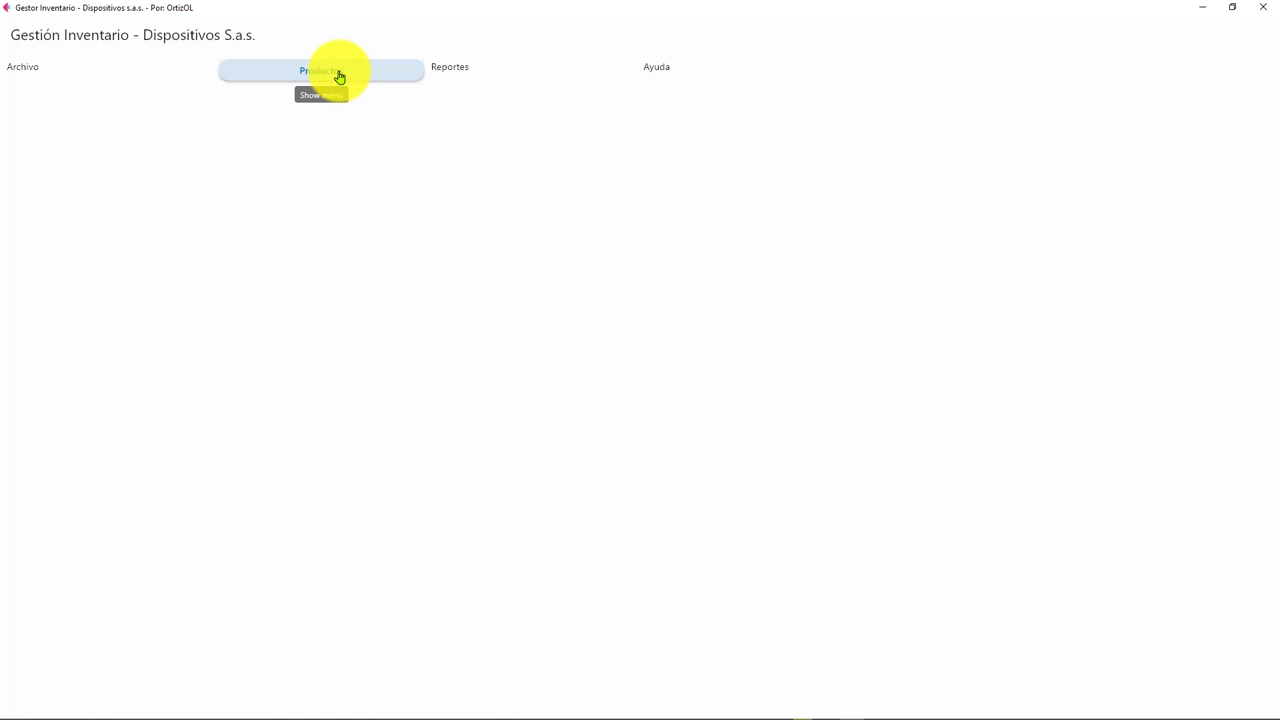 Gestor Inventario - Dispositivos s.a.s. - Por: OrtizOL
Gestión Inventario - Dispositivos S.a.s.
Archivo
Productos
Reportes
Ayuda
Show menu